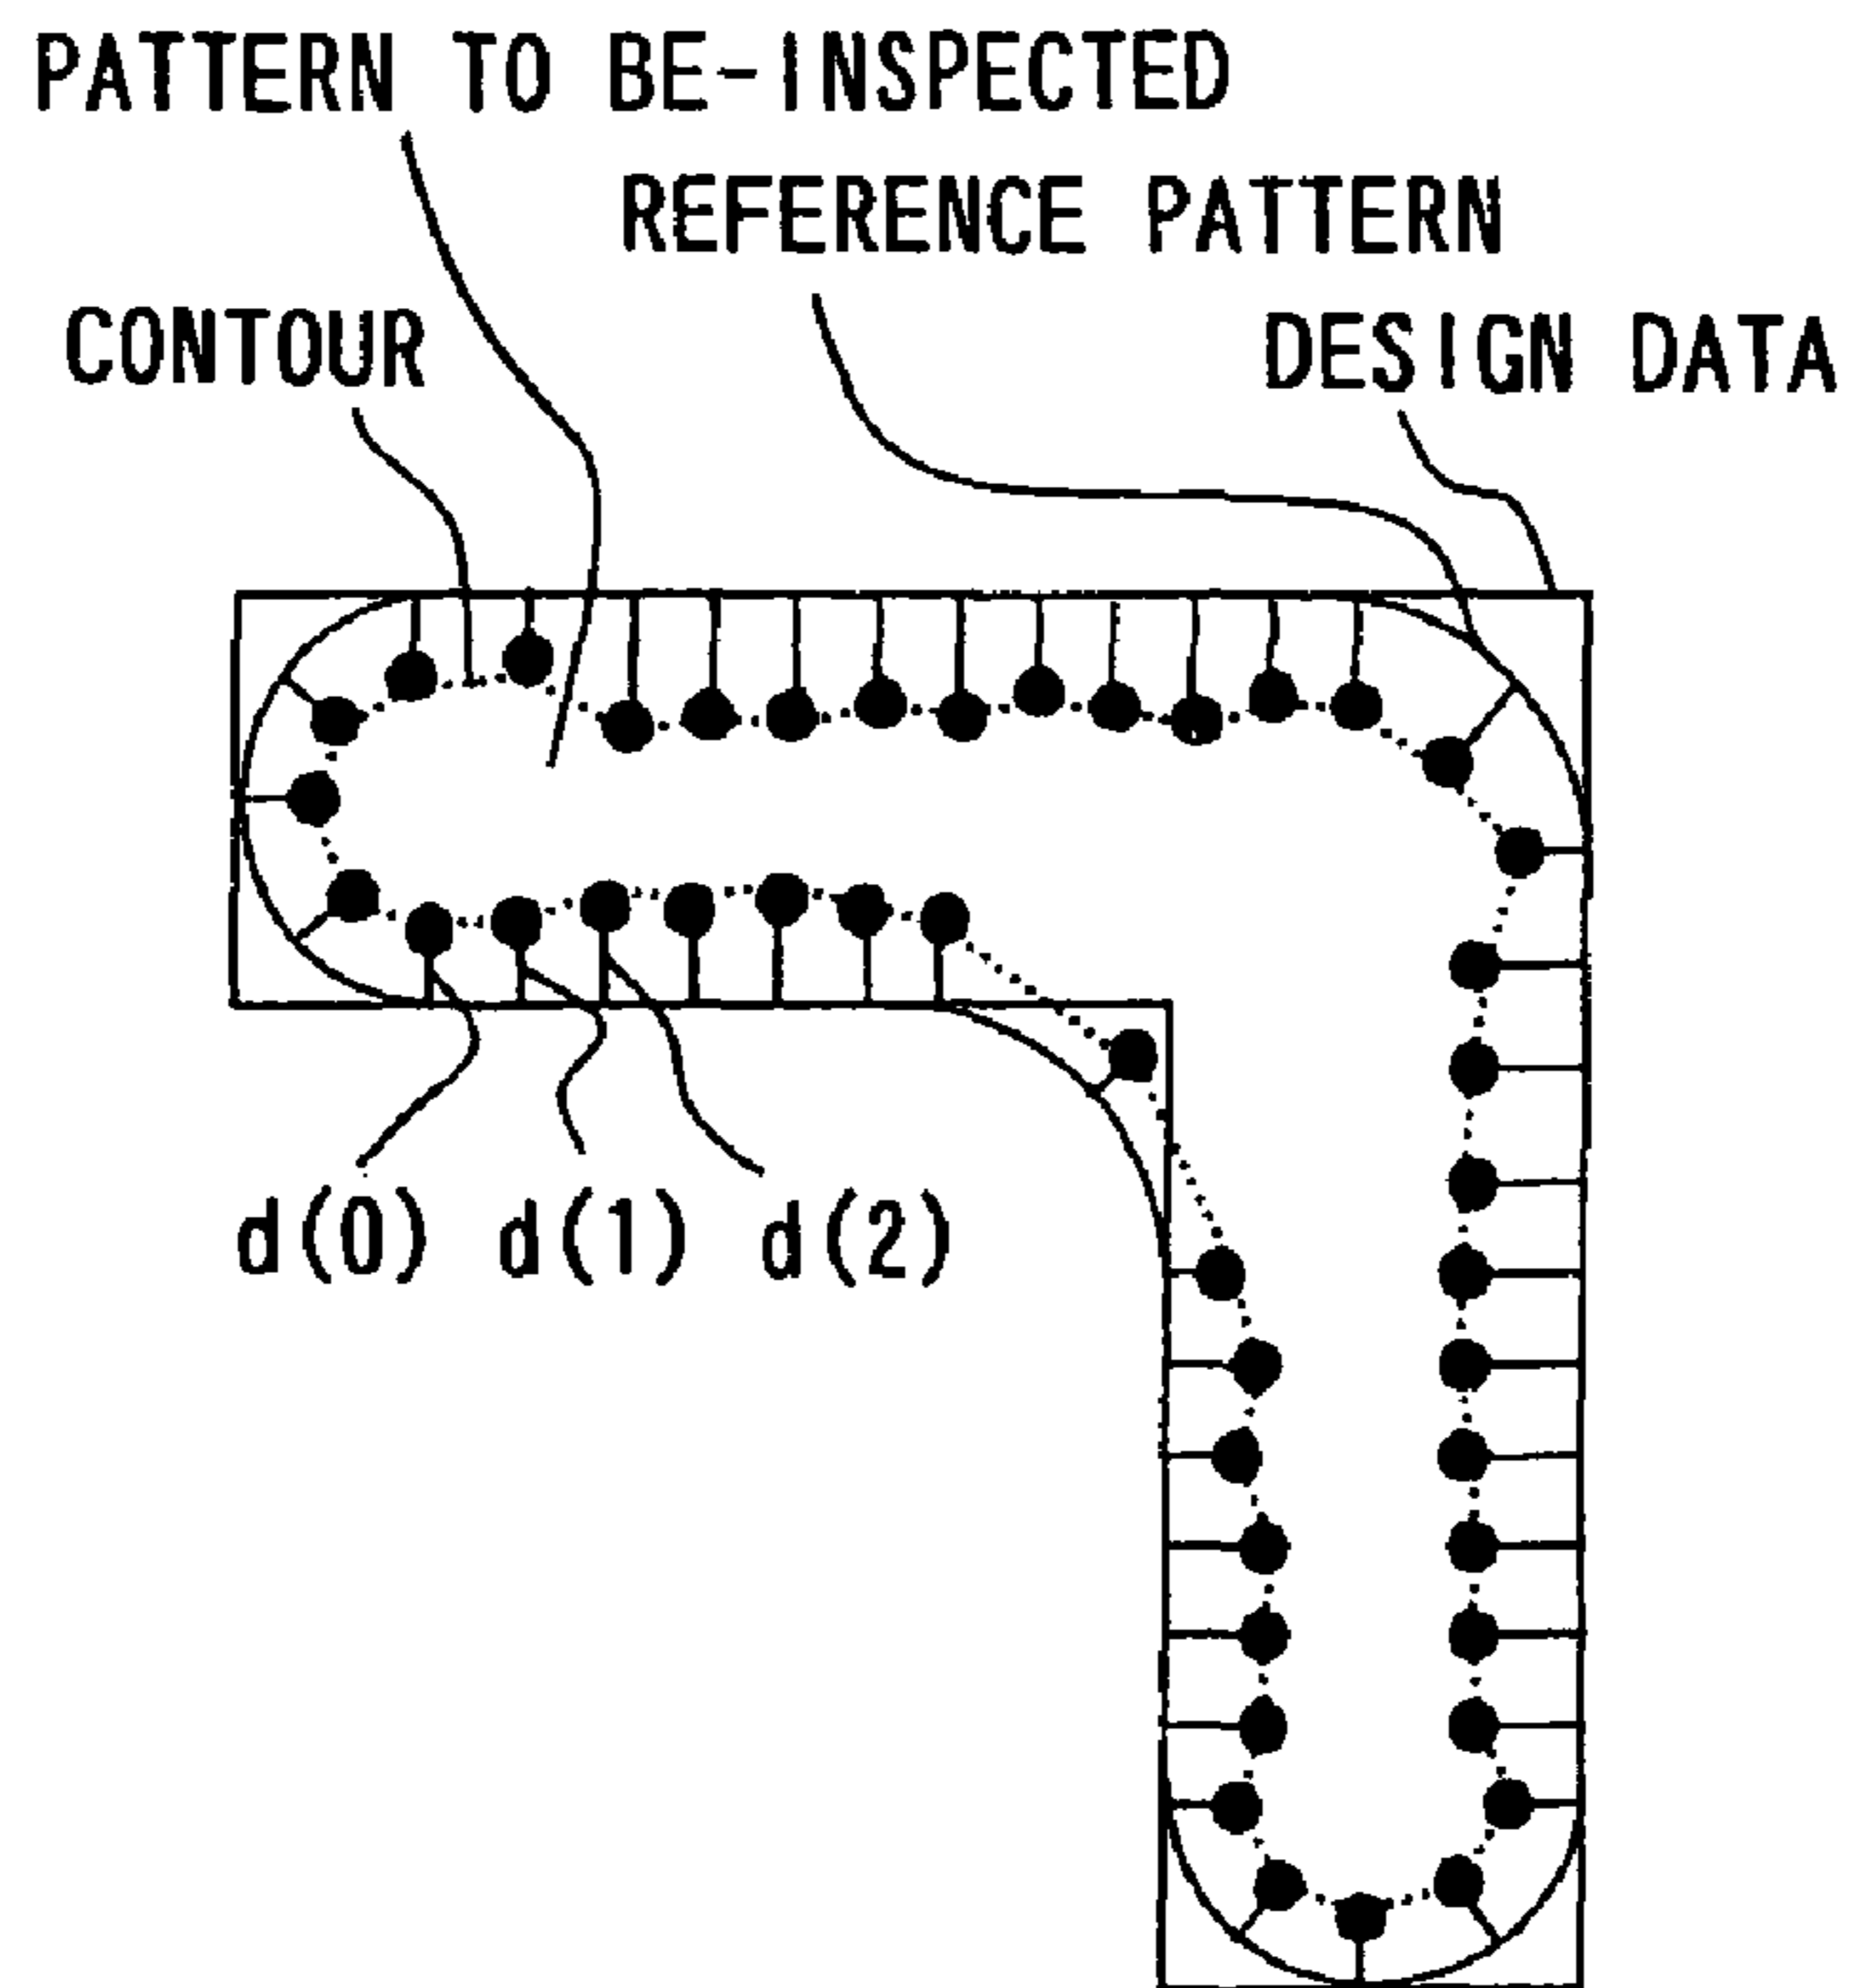 PATTERN TO BE-INSPECTED
REFERENCE PATTERN
CONTOUR
DESIGN DATA
d(0) d(1) d(2)